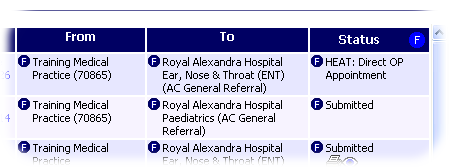 From To Status F
6 F Training Medical F Royal Alexandra Hospital F HEAT: Direct OP
Practice (70865) Ear, Nose & Throat (ENT) Appointment
(AC General Referral)
F Training Medical F Royal Alexandra Hospital F Submitted
4 Practice (70865) Paediatrics (AC General
Referral)
F Training Medical F Royal Alexandra Hospital F Submitted
Practice Ear, Nose & Throat (ENT)